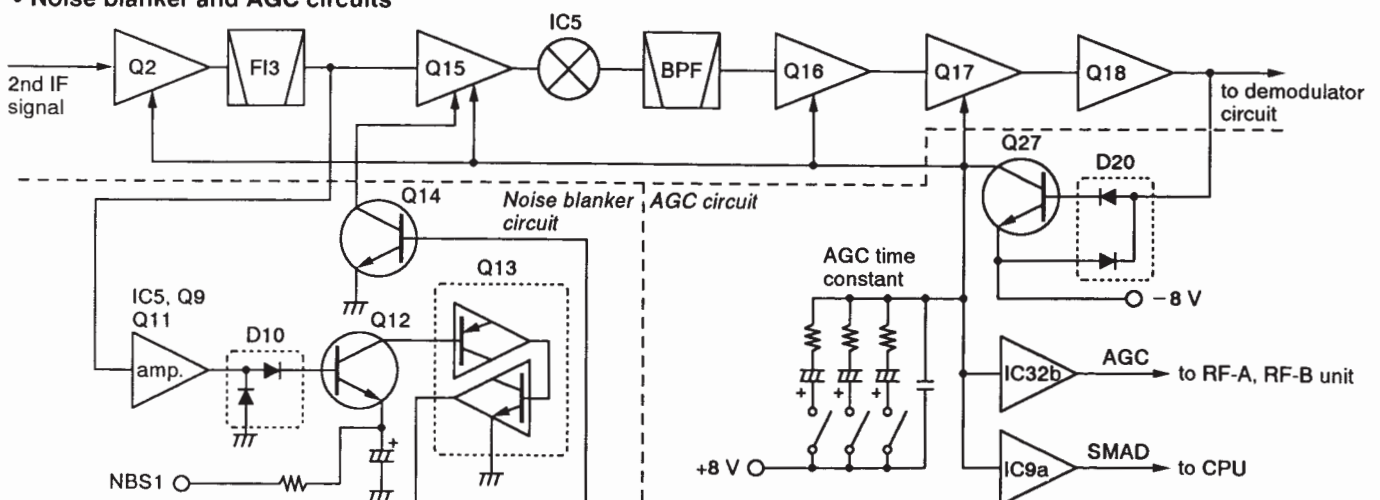 • Noise blanker and AGC circuits
IC5
Q2
FI3
Q15
BPF
Q16
Q17
Q18
2nd IF
signal
to demodulator
circuit
Q27
D20
Q14
Noise blanker
circuit
AGC circuit
Q13
AGC time
constant
−8 V
IC5, Q9
Q11
D10
Q12
amp.
IC32b
AGC
to RF-A, RF-B unit
+
+
+
+
+8 V
IC9a
SMAD
to CPU
NBS1